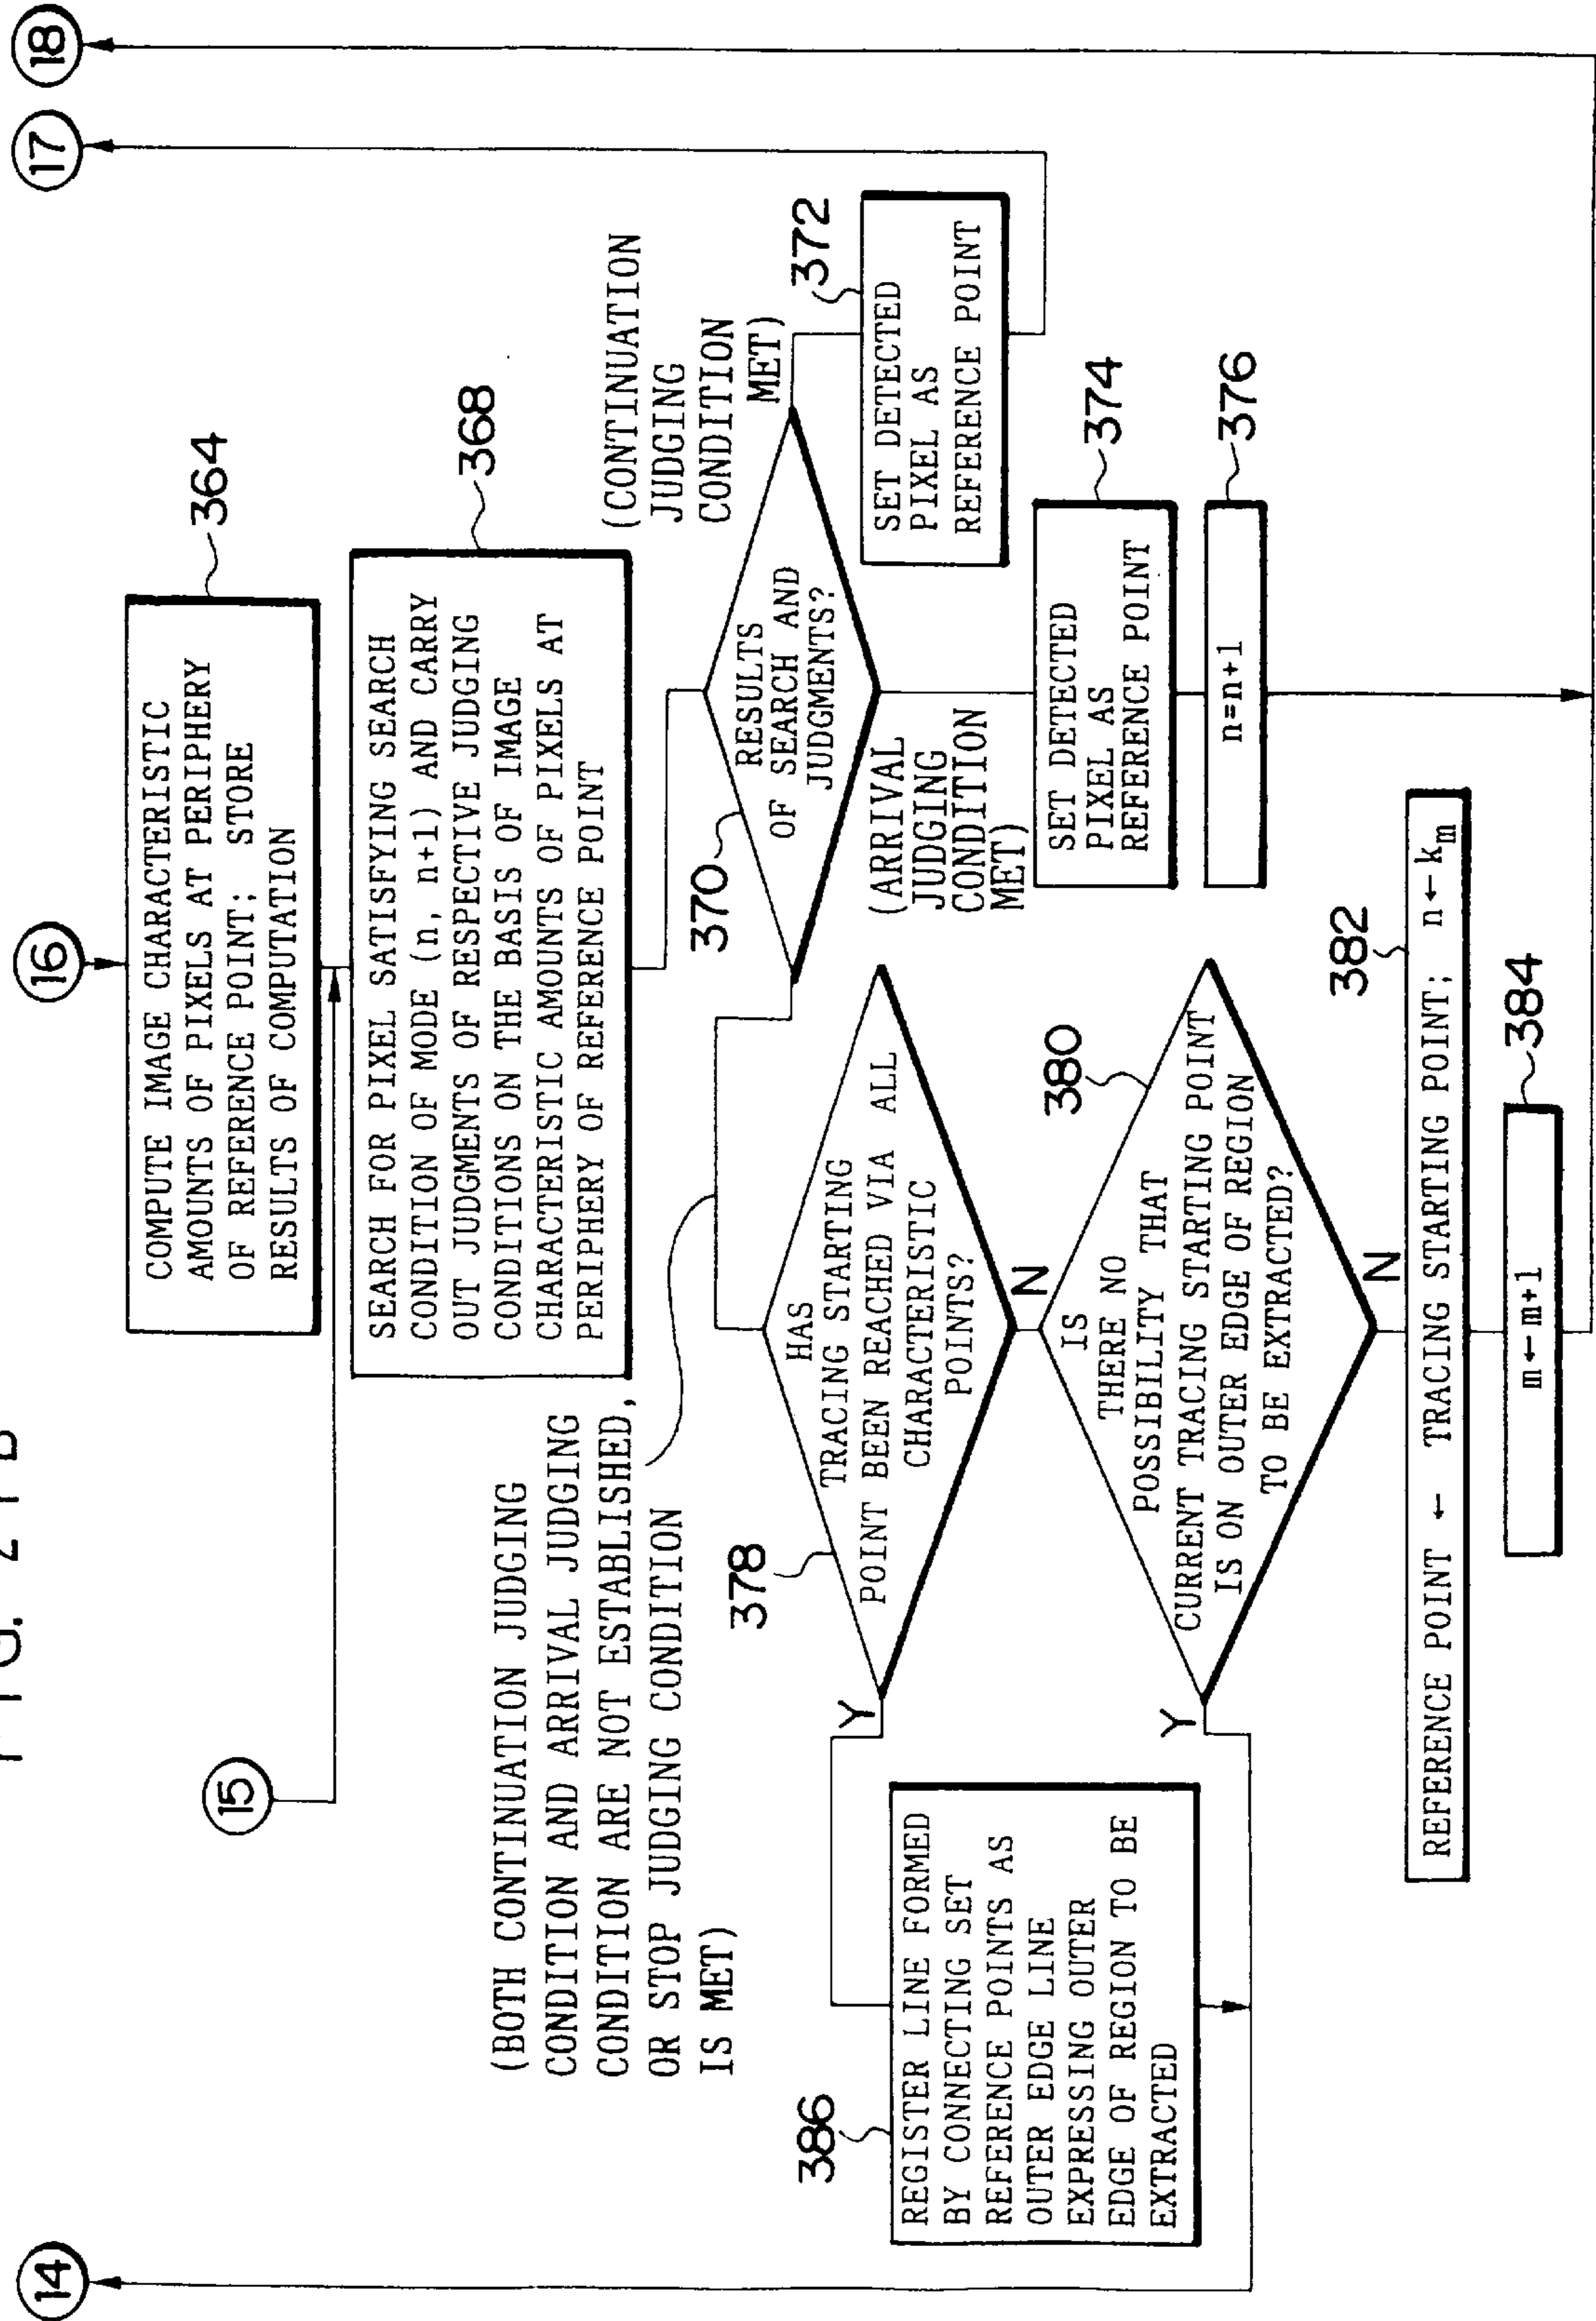 FIG. 21B
16
COMPUTE IMAGE CHARACTERISTIC
AMOUNTS OF PIXELS AT PERIPHERY
OF REFERENCE POINT; STORE
RESULTS OF COMPUTATION
364
15
SEARCH FOR PIXEL SATISFYING SEARCH
CONDITION OF MODE (n, n+1) AND CARRY
OUT JUDGMENTS OF RESPECTIVE JUDGING
CONDITIONS ON THE BASIS OF IMAGE
CHARACTERISTIC AMOUNTS OF PIXELS AT
PERIPHERY OF REFERENCE POINT
368
370
RESULTS
OF SEARCH AND
JUDGMENTS?
(CONTINUATION
JUDGING
CONDITION
MET)
372
SET DETECTED
PIXEL AS
REFERENCE POINT
17
18
(ARRIVAL
JUDGING
CONDITION
MET)
SET DETECTED
PIXEL AS
REFERENCE POINT
374
n=n+1
376
(BOTH CONTINUATION JUDGING
CONDITION AND ARRIVAL JUDGING
CONDITION ARE NOT ESTABLISHED,
OR STOP JUDGING CONDITION
IS MET)
378
HAS
TRACING STARTING
POINT BEEN REACHED VIA ALL
CHARACTERISTIC
POINTS?
Y
N
380
IS
THERE NO
POSSIBILITY THAT
CURRENT TRACING STARTING POINT
IS ON OUTER EDGE OF REGION
TO BE EXTRACTED?
Y
N
382
REFERENCE POINT ← TRACING STARTING POINT; n←km
m←m+1
384
386
REGISTER LINE FORMED
BY CONNECTING SET
REFERENCE POINTS AS
OUTER EDGE LINE
EXPRESSING OUTER
EDGE OF REGION TO BE
EXTRACTED
14